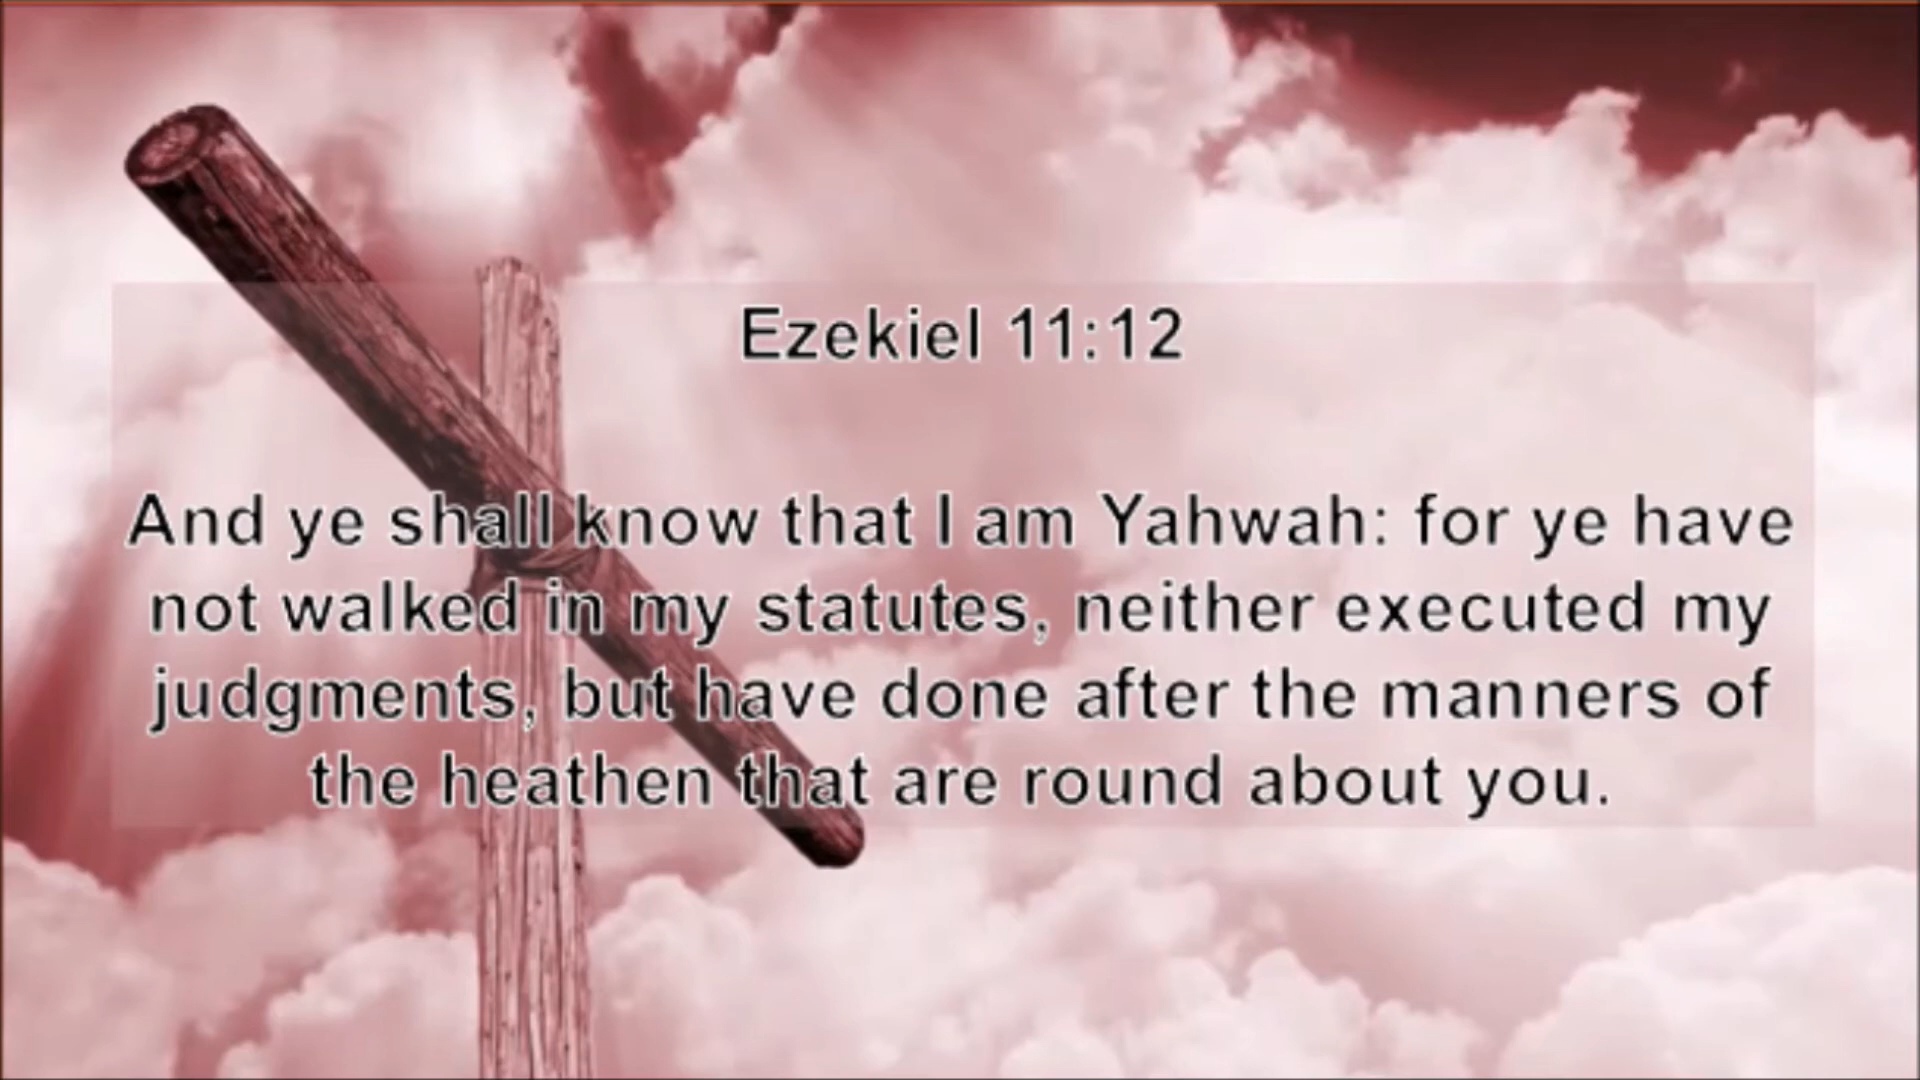 Ezekiel 11:12
And ye shall know that I am Yahwah: for ye have
not walked in my statutes, neither executed my
judgments, but have done after the manners of
the heathen that are round about you.